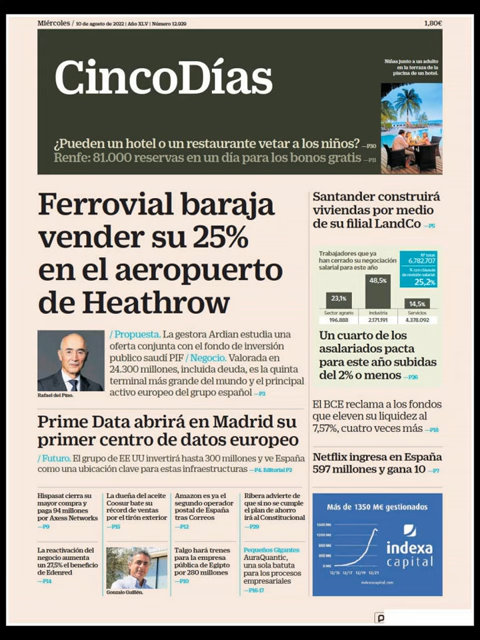 Miércoles / 10 de agosto de 2022 | Año XLV | Número 12.929
1,80€
CincoDías
Niñas junto a un adulto
en la terraza de la
piscina de un hotel.
¿Pueden un hotel o un restaurante vetar a los niños? —P30
Renfe: 81.000 reservas en un día para los bonos gratis —P11
Ferrovial baraja
vender su 25%
en el aeropuerto
de Heathrow
Rafael del Pino.
/ Propuesta. La gestora Ardian estudia una
oferta conjunta con el fondo de inversión
publico saudí PIF / Negocio. Valorada en
24.300 millones, incluida deuda, es la quinta
terminal más grande del mundo y el principal
activo europeo del grupo español —P3
Prime Data abrirá en Madrid su
primer centro de datos europeo
/ Futuro. El grupo de EE UU invertirá hasta 300 millones y ve España
como una ubicación clave para estas infraestructuras —P4. Editorial P2
Hispasat cierra su
mayor compra y
paga 94 millones
por Axess Networks
—P9
La dueña del aceite
Coosur bate su
récord de ventas
por el tirón exterior
—P15
Amazon es ya el
segundo operador
postal de España
tras Correos
—P12
Ribera advierte de
que si no se cumple
el plan de ahorro
irá al Constitucional
—P29
La reactivación del
negocio aumenta
un 27,5% el beneficio
de Edenred
—P14
Gonzalo Guillén.
Talgo hará trenes
para la empresa
pública de Egipto
por 280 millones
—P10
Pequeños Gigantes
AuraQuantic,
una sola batuta
para los procesos
empresariales
—P16-17
Santander construirá
viviendas por medio
de su filial LandCo —P5
Trabajadores que ya
han cerrado su negociación
salarial para este año
Nº total:
6.782.707
25,2%
23,1%
48,5%
14,5%
Sector agrario
Industria
Servicios
196.888
2.171.191
4.378.092
Un cuarto de los
asalariados pacta
para este año subidas
del 2% o menos —P26
El BCE reclama a los fondos
que eleven su liquidez al
7,57%, cuatro veces más —P18
Netflix ingresa en España
597 millones y gana 10 —P7
Más de 1350 M€ gestionados
indexa
capital
indexacapital.com